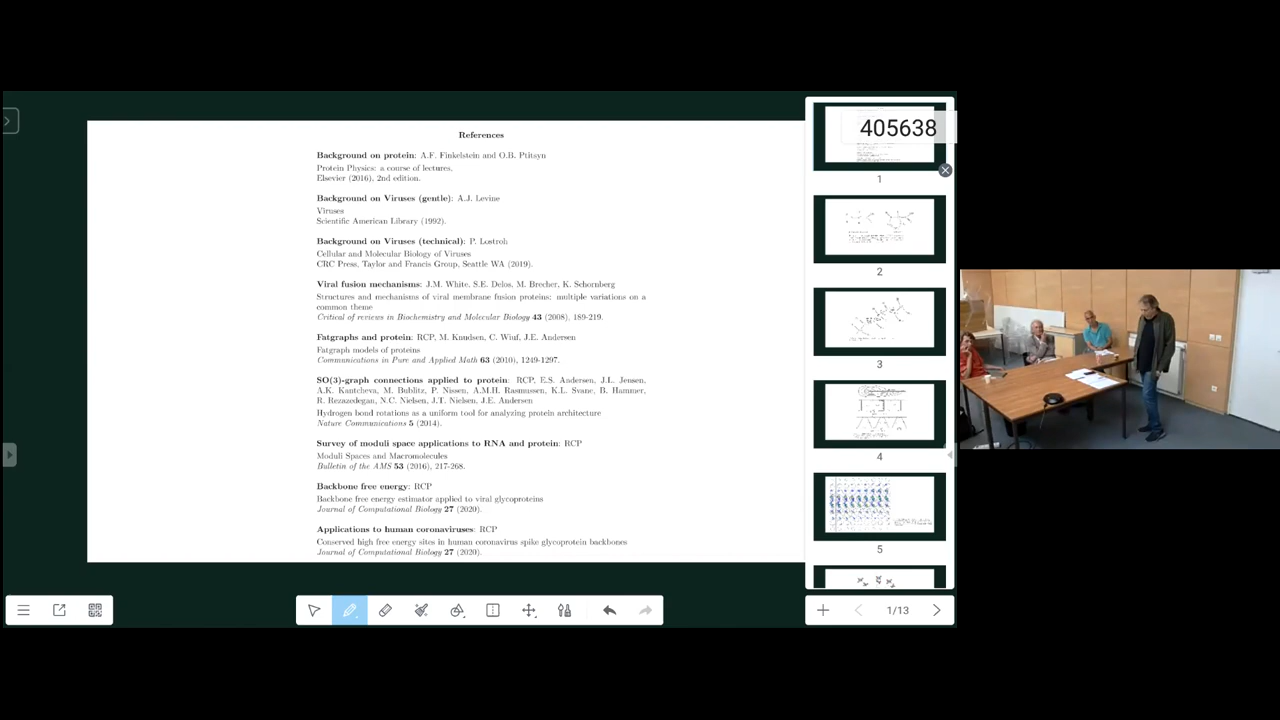 References
Background on protein: A.F. Finkelstein and O.B. Ptitsyn
Protein Physics: a course of lectures,
Elsevier (2016), 2nd edition.
Background on Viruses (gentle): A.J. Levine
Viruses
Scientific American Library (1992).
Background on Viruses (technical): P. Lostroh
Cellular and Molecular Biology of Viruses
CRC Press, Taylor and Francis Group, Seattle WA (2019).
Viral fusion mechanisms: J.M. White, S.E. Delos, M. Brecher, K. Schornberg
Structures and mechanisms of viral membrane fusion proteins: multiple variations on a
common theme
Critical of reviews in Biochemistry and Molecular Biology 43 (2008), 189-219.
Fatgraphs and protein: RCP, M. Knudsen, C. Wiuf, J.E. Andersen
Fatgraph models of proteins
Communications in Pure and Applied Math 63 (2010), 1249-1297.
SO(3)-graph connections applied to protein: RCP, E.S. Andersen, J.L. Jensen,
A.K. Kantcheva, M. Bublitz, P. Nissen, A.M.H. Rasmussen, K.L. Svane, B. Hammer,
R. Rezazadegan, N.C. Nielsen, J.T. Nielsen, J.E. Andersen
Hydrogen bond rotations as a uniform tool for analyzing protein architecture
Nature Communications 5 (2014).
Survey of moduli space applications to RNA and protein: RCP
Moduli Spaces and Macromolecules
Bulletin of the AMS 53 (2016), 217-268.
Backbone free energy: RCP
Backbone free energy estimator applied to viral glycoproteins
Journal of Computational Biology 27 (2020).
Applications to human coronaviruses: RCP
Conserved high free energy sites in human coronavirus spike glycoprotein backbones
Journal of Computational Biology 27 (2020).
405638
1
2
3
4
5
1/13